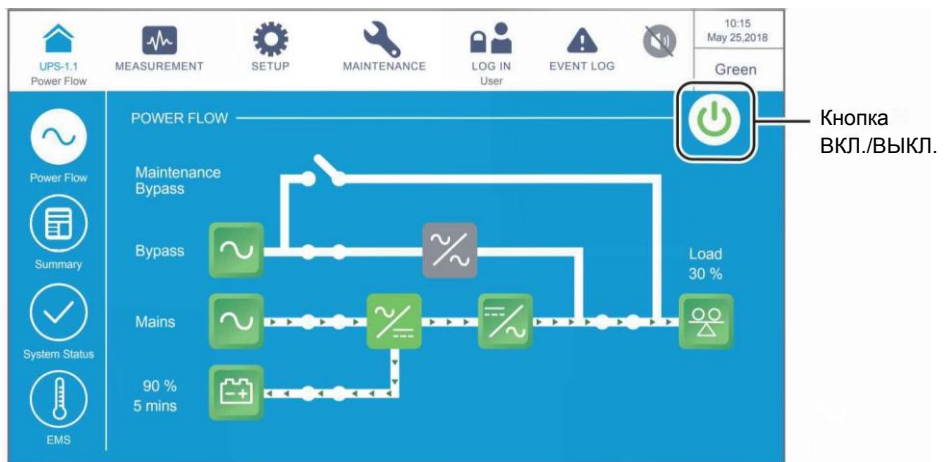 10:15
May 25,2018
UPS-1.1
Power Flow
MEASUREMENT
SETUP
MAINTENANCE
LOG IN
User
EVENT LOG
Green
POWER FLOW
Кнопка
ВКЛ./ВЫКЛ.
Power Flow
Maintenance
Bypass
Summary
Bypass
Load
30 %
Mains
System Status
90 %
5 mins
EMS